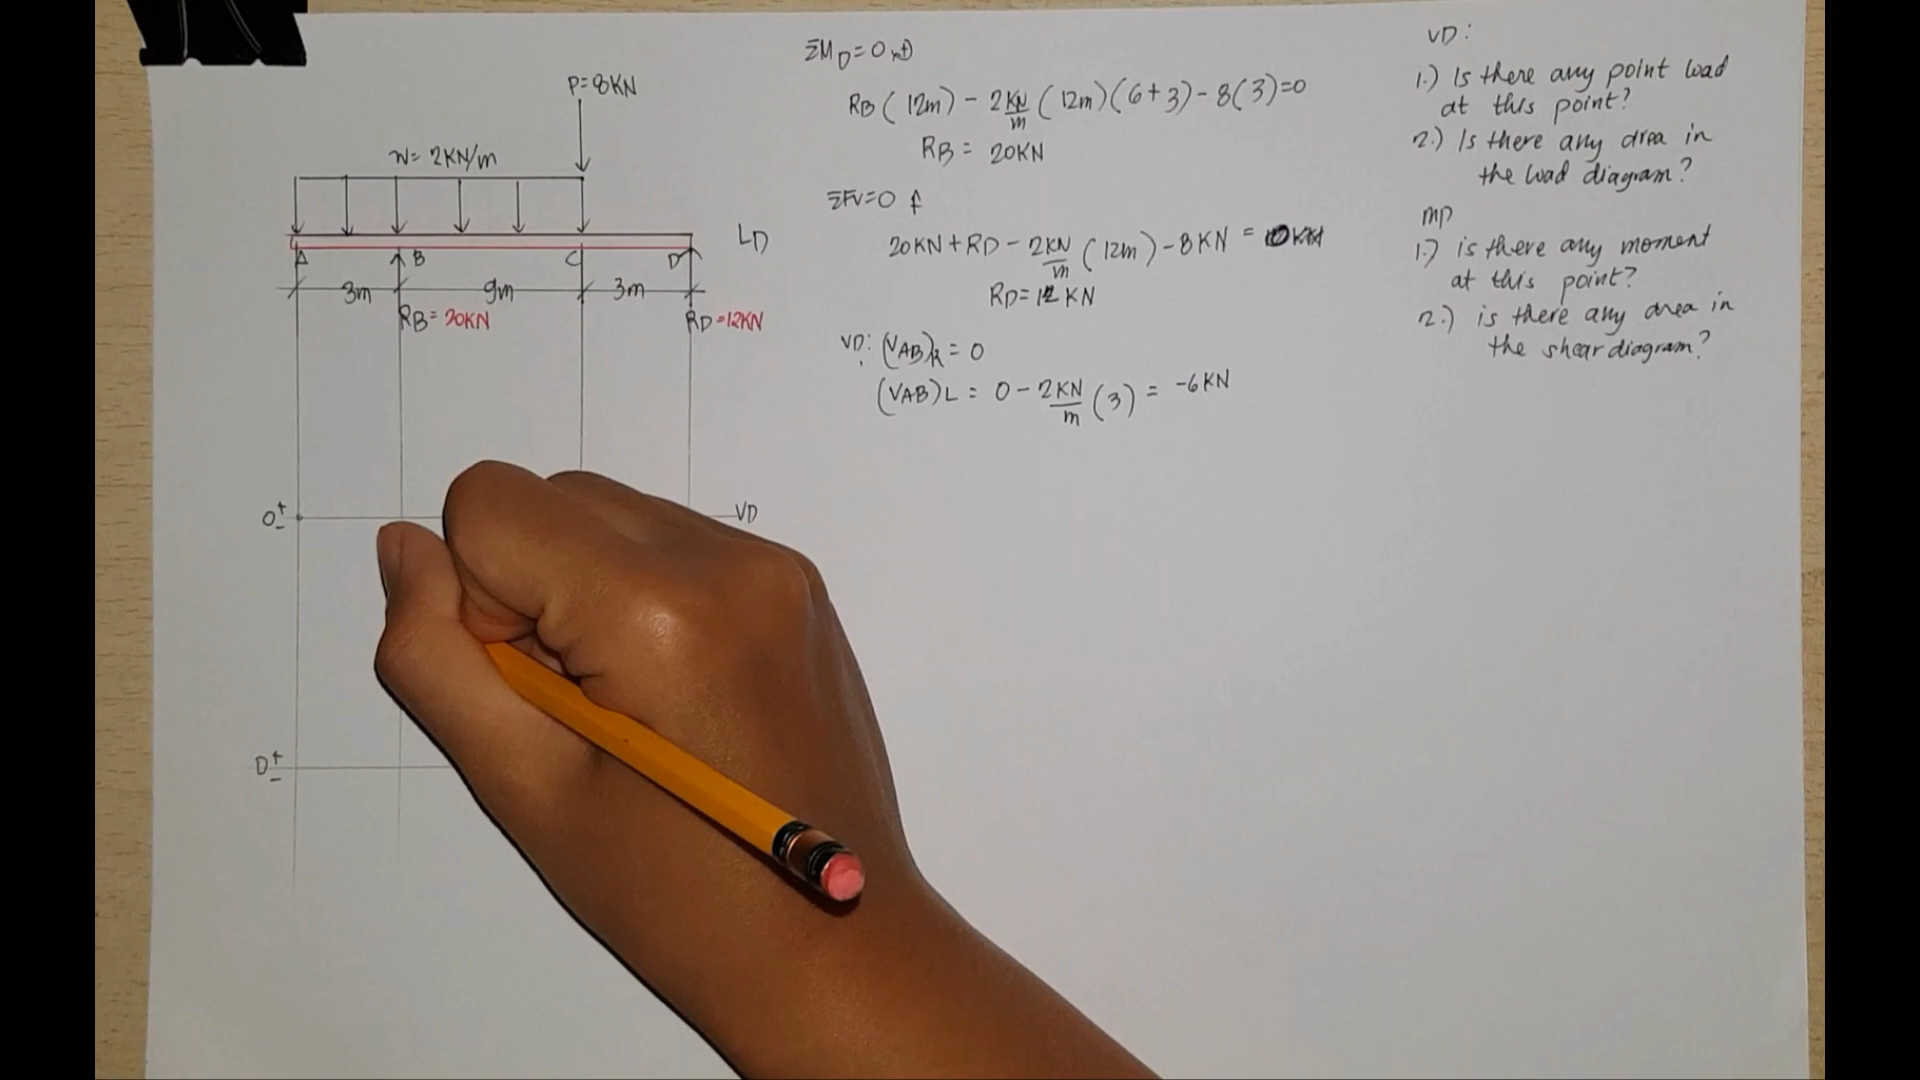 P=8KN
w= 2KN/m
LD
A B C D
3m 9m 3m
RB= 20KN RD=12KN
O+
-
VD
O+
-
ΣMD=0
RB(12m) - 2KN/m (12m)(6+3) - 8(3)=0
RB = 20KN
ΣFv=0
20KN+RD - 2KN/m (12m) - 8KN =
RD=12 KN
VD: (VAB)R = 0
(VAB)L = 0 - 2KN/m (3) = -6KN
VD:
1.) Is there any point load
at this point?
2.) Is there any area in
the load diagram?
MD
1.) is there any moment
at this point?
2.) is there any area in
the shear diagram?